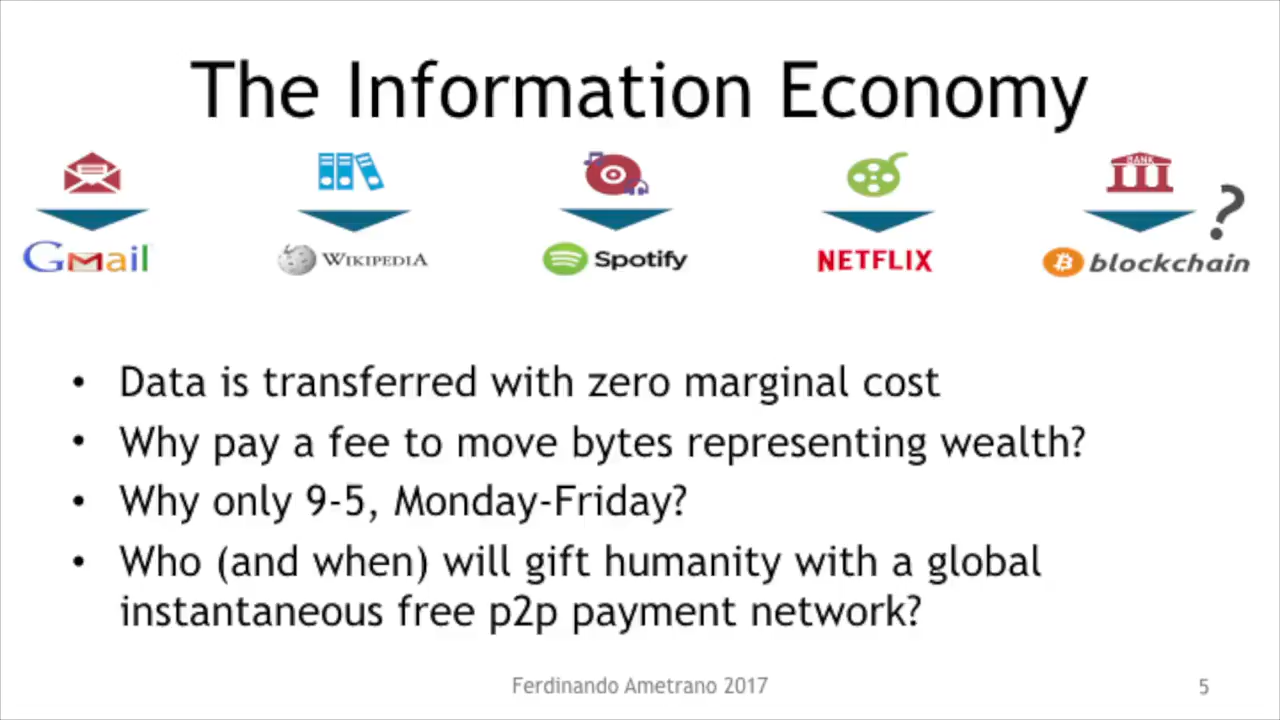 The Information Economy
BANK
?
Gmail
WIKIPEDIA
Spotify
NETFLIX
blockchain
• Data is transferred with zero marginal cost
• Why pay a fee to move bytes representing wealth?
• Why only 9-5, Monday-Friday?
• Who (and when) will gift humanity with a global
instantaneous free p2p payment network?
Ferdinando Ametrano 2017
5